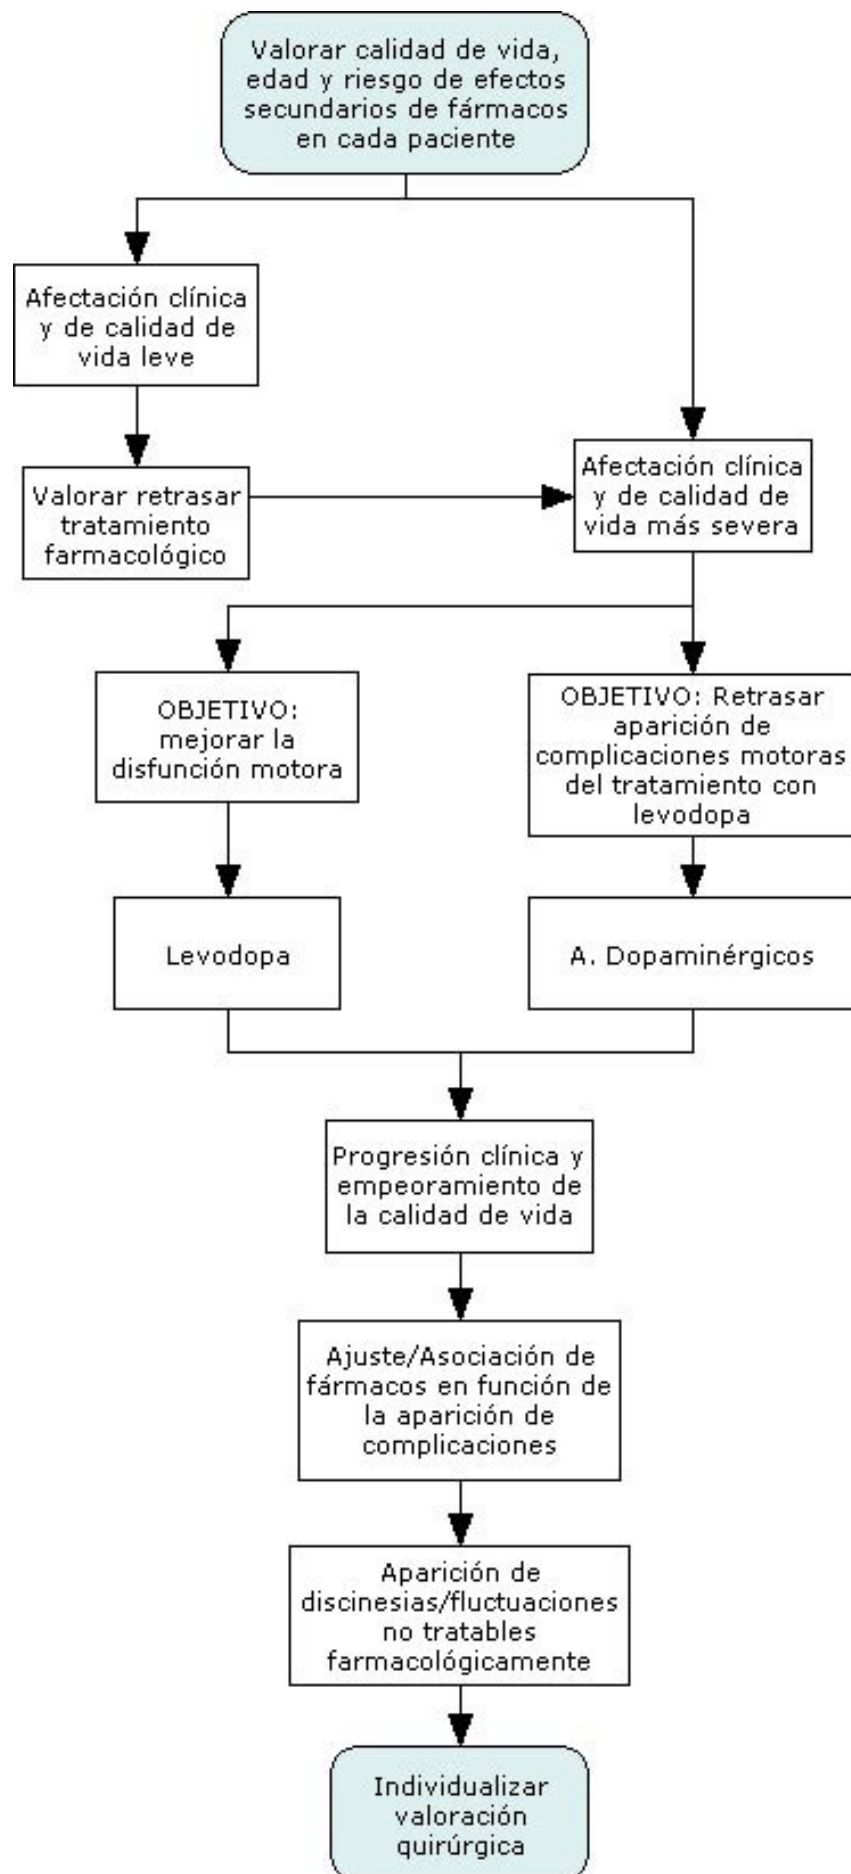 Valorar calidad de vida,
edad y riesgo de efectos
secundarios de fármacos
en cada paciente
Afectación clínica
y de calidad de
vida leve
Valorar retrasar
tratamiento
farmacológico
Afectación clínica
y de calidad de
vida más severa
OBJETIVO:
mejorar la
disfunción motora
OBJETIVO: Retrasar
aparición de
complicaciones motoras
del tratamiento con
levodopa
Levodopa
A. Dopaminérgicos
Progresión clínica y
empeoramiento de
la calidad de vida
Ajuste/Asociación de
fármacos en función de
la aparición de
complicaciones
Aparición de
discinesias/fluctuaciones
no tratables
farmacológicamente
Individualizar
valoración
quirúrgica